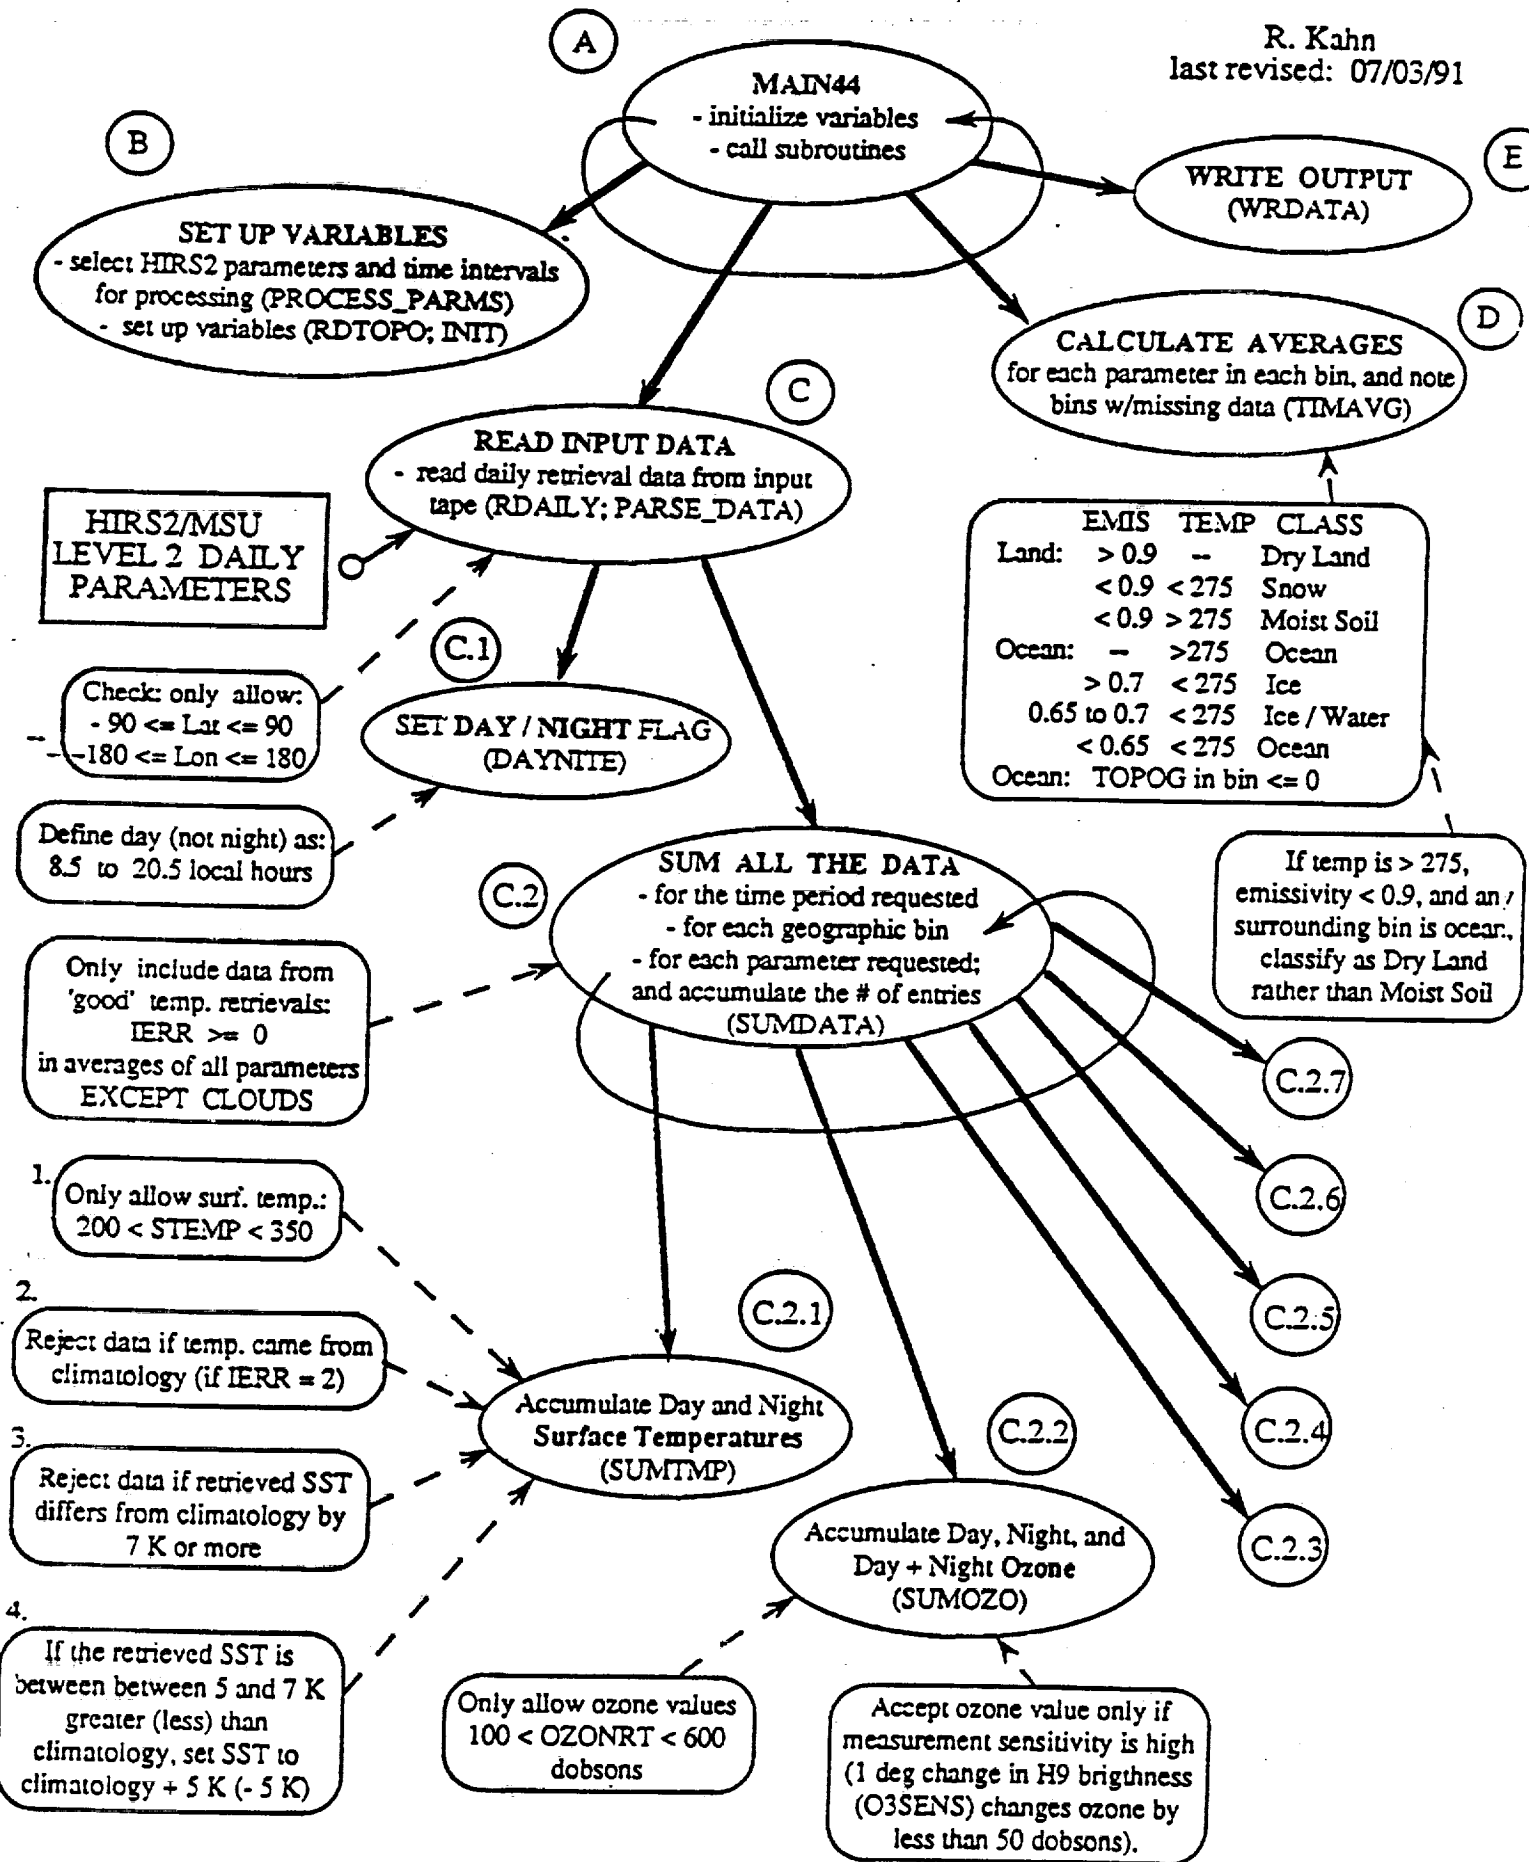 R. Kahn
last revised: 07/03/91
A
MAIN44
- initialize variables
- call subroutines
B
SET UP VARIABLES
- select HIRS2 parameters and time intervals
for processing (PROCESS_PARMS)
- set up variables (RDTOPO; INIT)
E
WRITE OUTPUT
(WRDATA)
D
CALCULATE AVERAGES
for each parameter in each bin, and note
bins w/missing data (TIMAVG)
C
READ INPUT DATA
- read daily retrieval data from input
tape (RDAILY; PARSE_DATA)
HIRS2/MSU
LEVEL 2 DAILY
PARAMETERS
EMIS TEMP CLASS
Land: > 0.9 -- Dry Land
< 0.9 < 275 Snow
< 0.9 > 275 Moist Soil
Ocean: -- >275 Ocean
> 0.7 < 275 Ice
0.65 to 0.7 < 275 Ice / Water
< 0.65 < 275 Ocean
Ocean: TOPOG in bin <= 0
C.1
Check: only allow:
- 90 <= Lat <= 90
-180 <= Lon <= 180
SET DAY / NIGHT FLAG
(DAYNITE)
Define day (not night) as:
8.5 to 20.5 local hours
If temp is > 275,
emissivity < 0.9, and any
surrounding bin is ocean,
classify as Dry Land
rather than Moist Soil
C.2
SUM ALL THE DATA
- for the time period requested
- for each geographic bin
- for each parameter requested;
and accumulate the # of entries
(SUMDATA)
Only include data from
'good' temp. retrievals:
IERR >= 0
in averages of all parameters
EXCEPT CLOUDS
C.2.7
C.2.6
C.2.5
C.2.4
C.2.3
1.
Only allow surf. temp.:
200 < STEMP < 350
2.
Reject data if temp. came from
climatology (if IERR = 2)
3.
Reject data if retrieved SST
differs from climatology by
7 K or more
4.
If the retrieved SST is
between between 5 and 7 K
greater (less) than
climatology, set SST to
climatology + 5 K (- 5 K)
C.2.1
Accumulate Day and Night
Surface Temperatures
(SUMTMP)
C.2.2
Accumulate Day, Night, and
Day + Night Ozone
(SUMOZO)
Only allow ozone values
100 < OZONRT < 600
dobsons
Accept ozone value only if
measurement sensitivity is high
(1 deg change in H9 brigthness
(O3SENS) changes ozone by
less than 50 dobsons).